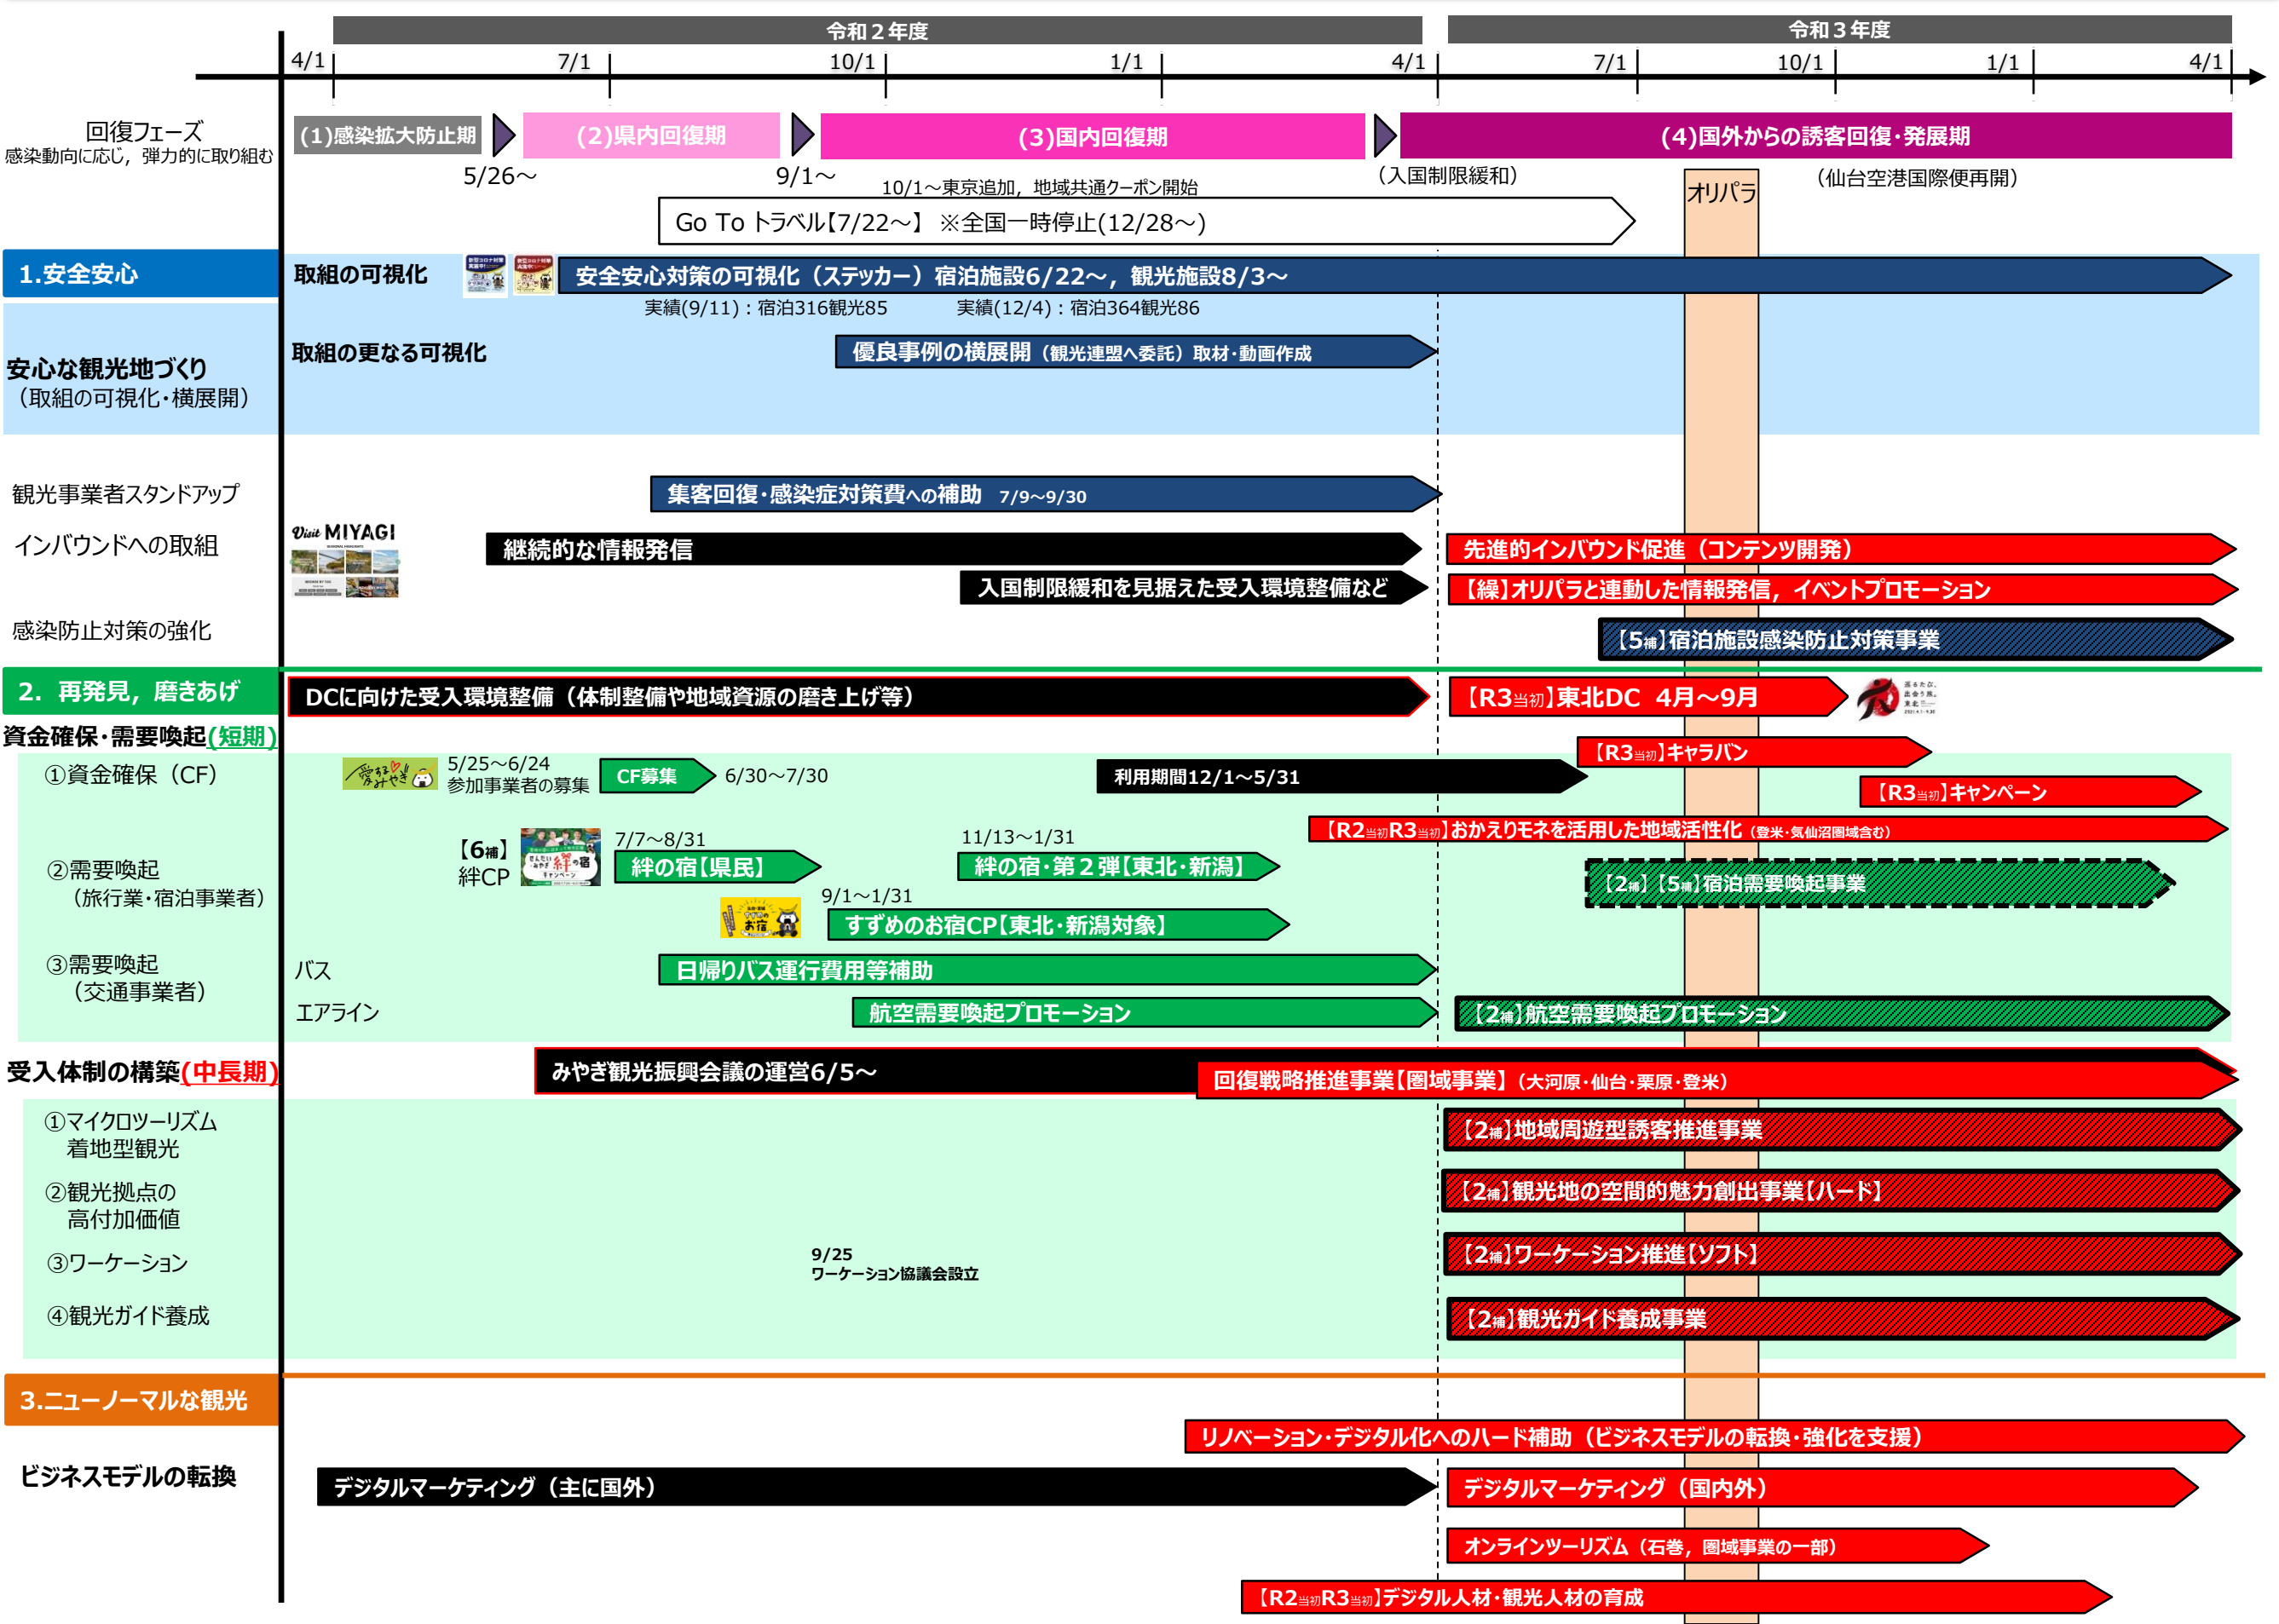 令和２年度
令和３年度
4/1
7/1
10/1
1/1
4/1
7/1
10/1
1/1
4/1
回復フェーズ
感染動向に応じ，弾力的に取り組む
(1)感染拡大防止期
(2)県内回復期
(3)国内回復期
(4)国外からの誘客回復・発展期
5/26～
9/1～
（入国制限緩和）
（仙台空港国際便再開）
10/1～東京追加，地域共通クーポン開始
オリパラ
Go To トラベル【7/22～】 ※全国一時停止(12/28～)
1.安全安心
取組の可視化
安全安心対策の可視化（ステッカー）宿泊施設6/22～，観光施設8/3～
実績(9/11)：宿泊316観光85
実績(12/4)：宿泊364観光86
安心な観光地づくり
（取組の可視化・横展開）
取組の更なる可視化
優良事例の横展開（観光連盟へ委託）取材・動画作成
観光事業者スタンドアップ
集客回復・感染症対策費への補助 7/9～9/30
インバウンドへの取組
Visit MIYAGI
継続的な情報発信
先進的インバウンド促進（コンテンツ開発）
入国制限緩和を見据えた受入環境整備など
【繰】オリパラと連動した情報発信，イベントプロモーション
感染防止対策の強化
【5補】宿泊施設感染防止対策事業
2. 再発見，磨きあげ
DCに向けた受入環境整備（体制整備や地域資源の磨き上げ等）
【R3当初】東北DC 4月～9月
資金確保・需要喚起(短期)
【R3当初】キャラバン
①資金確保（CF）
愛する みやぎ
5/25～6/24
参加事業者の募集
CF募集
6/30～7/30
利用期間12/1～5/31
【R3当初】キャンペーン
【R2当初R3当初】おかえりモネを活用した地域活性化（登米・気仙沼圏域含む）
②需要喚起
（旅行業・宿泊事業者）
【6補】
絆CP
7/7～8/31
絆の宿【県民】
11/13～1/31
絆の宿・第２弾【東北・新潟】
【2補】【5補】宿泊需要喚起事業
9/1～1/31
すずめのお宿CP【東北・新潟対象】
③需要喚起
（交通事業者）
バス
日帰りバス運行費用等補助
エアライン
航空需要喚起プロモーション
【2補】航空需要喚起プロモーション
受入体制の構築(中長期)
みやぎ観光振興会議の運営6/5～
回復戦略推進事業【圏域事業】（大河原・仙台・栗原・登米）
①マイクロツーリズム
着地型観光
【2補】地域周遊型誘客推進事業
②観光拠点の
高付加価値
【2補】観光地の空間的魅力創出事業【ハード】
③ワーケーション
9/25
ワーケーション協議会設立
【2補】ワーケーション推進【ソフト】
④観光ガイド養成
【2補】観光ガイド養成事業
3.ニューノーマルな観光
リノベーション・デジタル化へのハード補助（ビジネスモデルの転換・強化を支援）
ビジネスモデルの転換
デジタルマーケティング（主に国外）
デジタルマーケティング（国内外）
オンラインツーリズム（石巻，圏域事業の一部）
【R2当初R3当初】デジタル人材・観光人材の育成